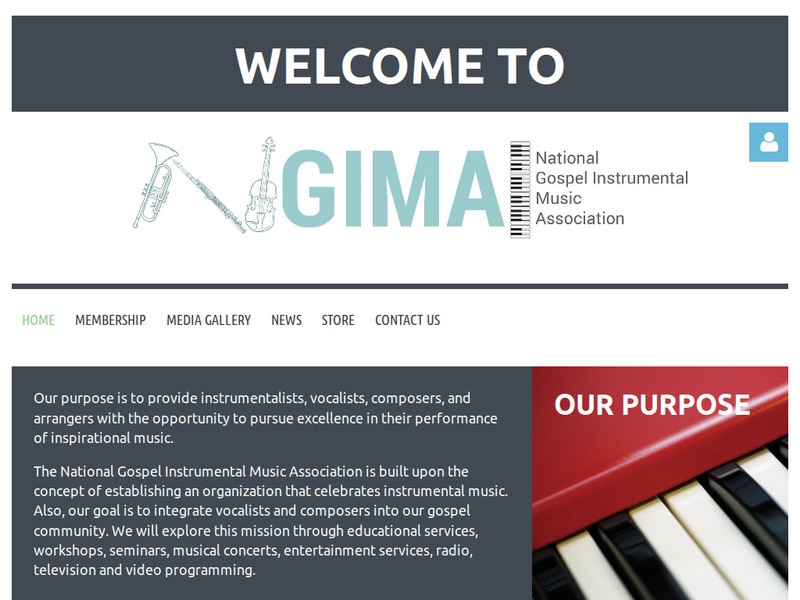 WELCOME TO
NGIMA
National
Gospel Instrumental
Music
Association
HOME MEMBERSHIP MEDIA GALLERY NEWS STORE CONTACT US
Our purpose is to provide instrumentalists, vocalists, composers, and
arrangers with the opportunity to pursue excellence in their performance
of inspirational music.
The National Gospel Instrumental Music Association is built upon the
concept of establishing an organization that celebrates instrumental music.
Also, our goal is to integrate vocalists and composers into our gospel
community. We will explore this mission through educational services,
workshops, seminars, musical concerts, entertainment services, radio,
television and video programming.
OUR PURPOSE